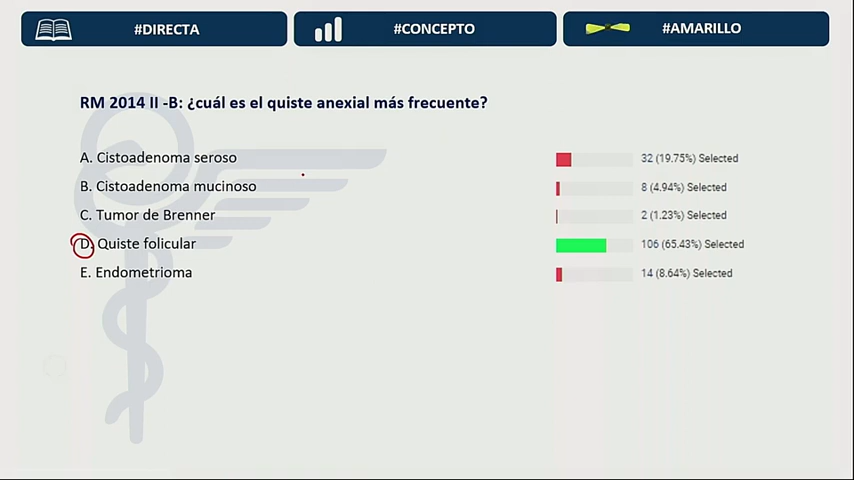 #DIRECTA
#CONCEPTO
#AMARILLO
RM 2014 II -B: ¿cuál es el quiste anexial más frecuente?
A. Cistoadenoma seroso 32 (19.75%) Selected
B. Cistoadenoma mucinoso 8 (4.94%) Selected
C. Tumor de Brenner 2 (1.23%) Selected
D. Quiste folicular 106 (65.43%) Selected
E. Endometrioma 14 (8.64%) Selected